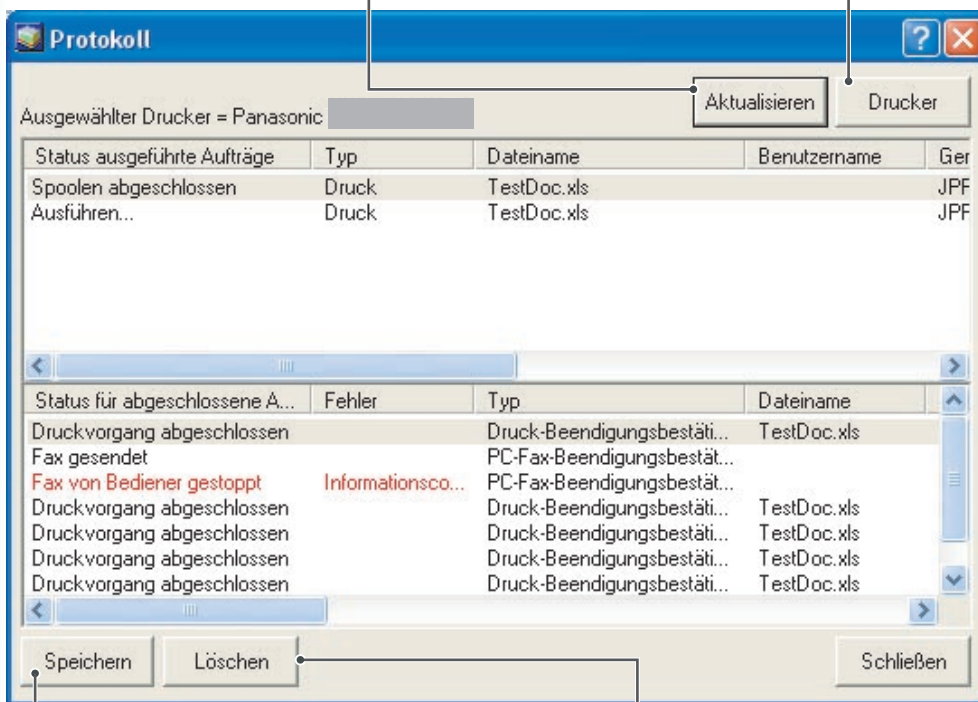 Protokoll
Aktualisieren Drucker
Ausgewählter Drucker = Panasonic
Status ausgeführte Aufträge Typ Dateiname Benutzername Ger
Spoolen abgeschlossen Druck TestDoc.xls JPF
Ausführen... Druck TestDoc.xls JPF
Status für abgeschlossene A... Fehler Typ Dateiname
Druckvorgang abgeschlossen Druck-Beendigungsbestäti... TestDoc.xls
Fax gesendet PC-Fax-Beendigungsbestät...
Fax von Bediener gestoppt Informationsco... PC-Fax-Beendigungsbestät...
Druckvorgang abgeschlossen Druck-Beendigungsbestäti... TestDoc.xls
Druckvorgang abgeschlossen Druck-Beendigungsbestäti... TestDoc.xls
Druckvorgang abgeschlossen Druck-Beendigungsbestäti... TestDoc.xls
Druckvorgang abgeschlossen Druck-Beendigungsbestäti... TestDoc.xls
Speichern Löschen Schließen